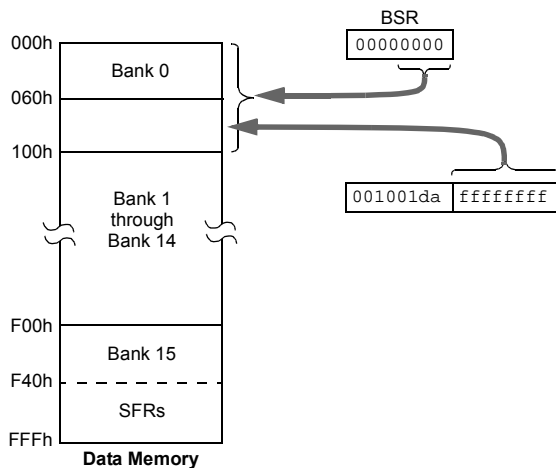 BSR
00000000
000h
Bank 0
060h
100h
001001da ffffffff
Bank 1
through
Bank 14
F00h
Bank 15
F40h
SFRs
FFFh
Data Memory